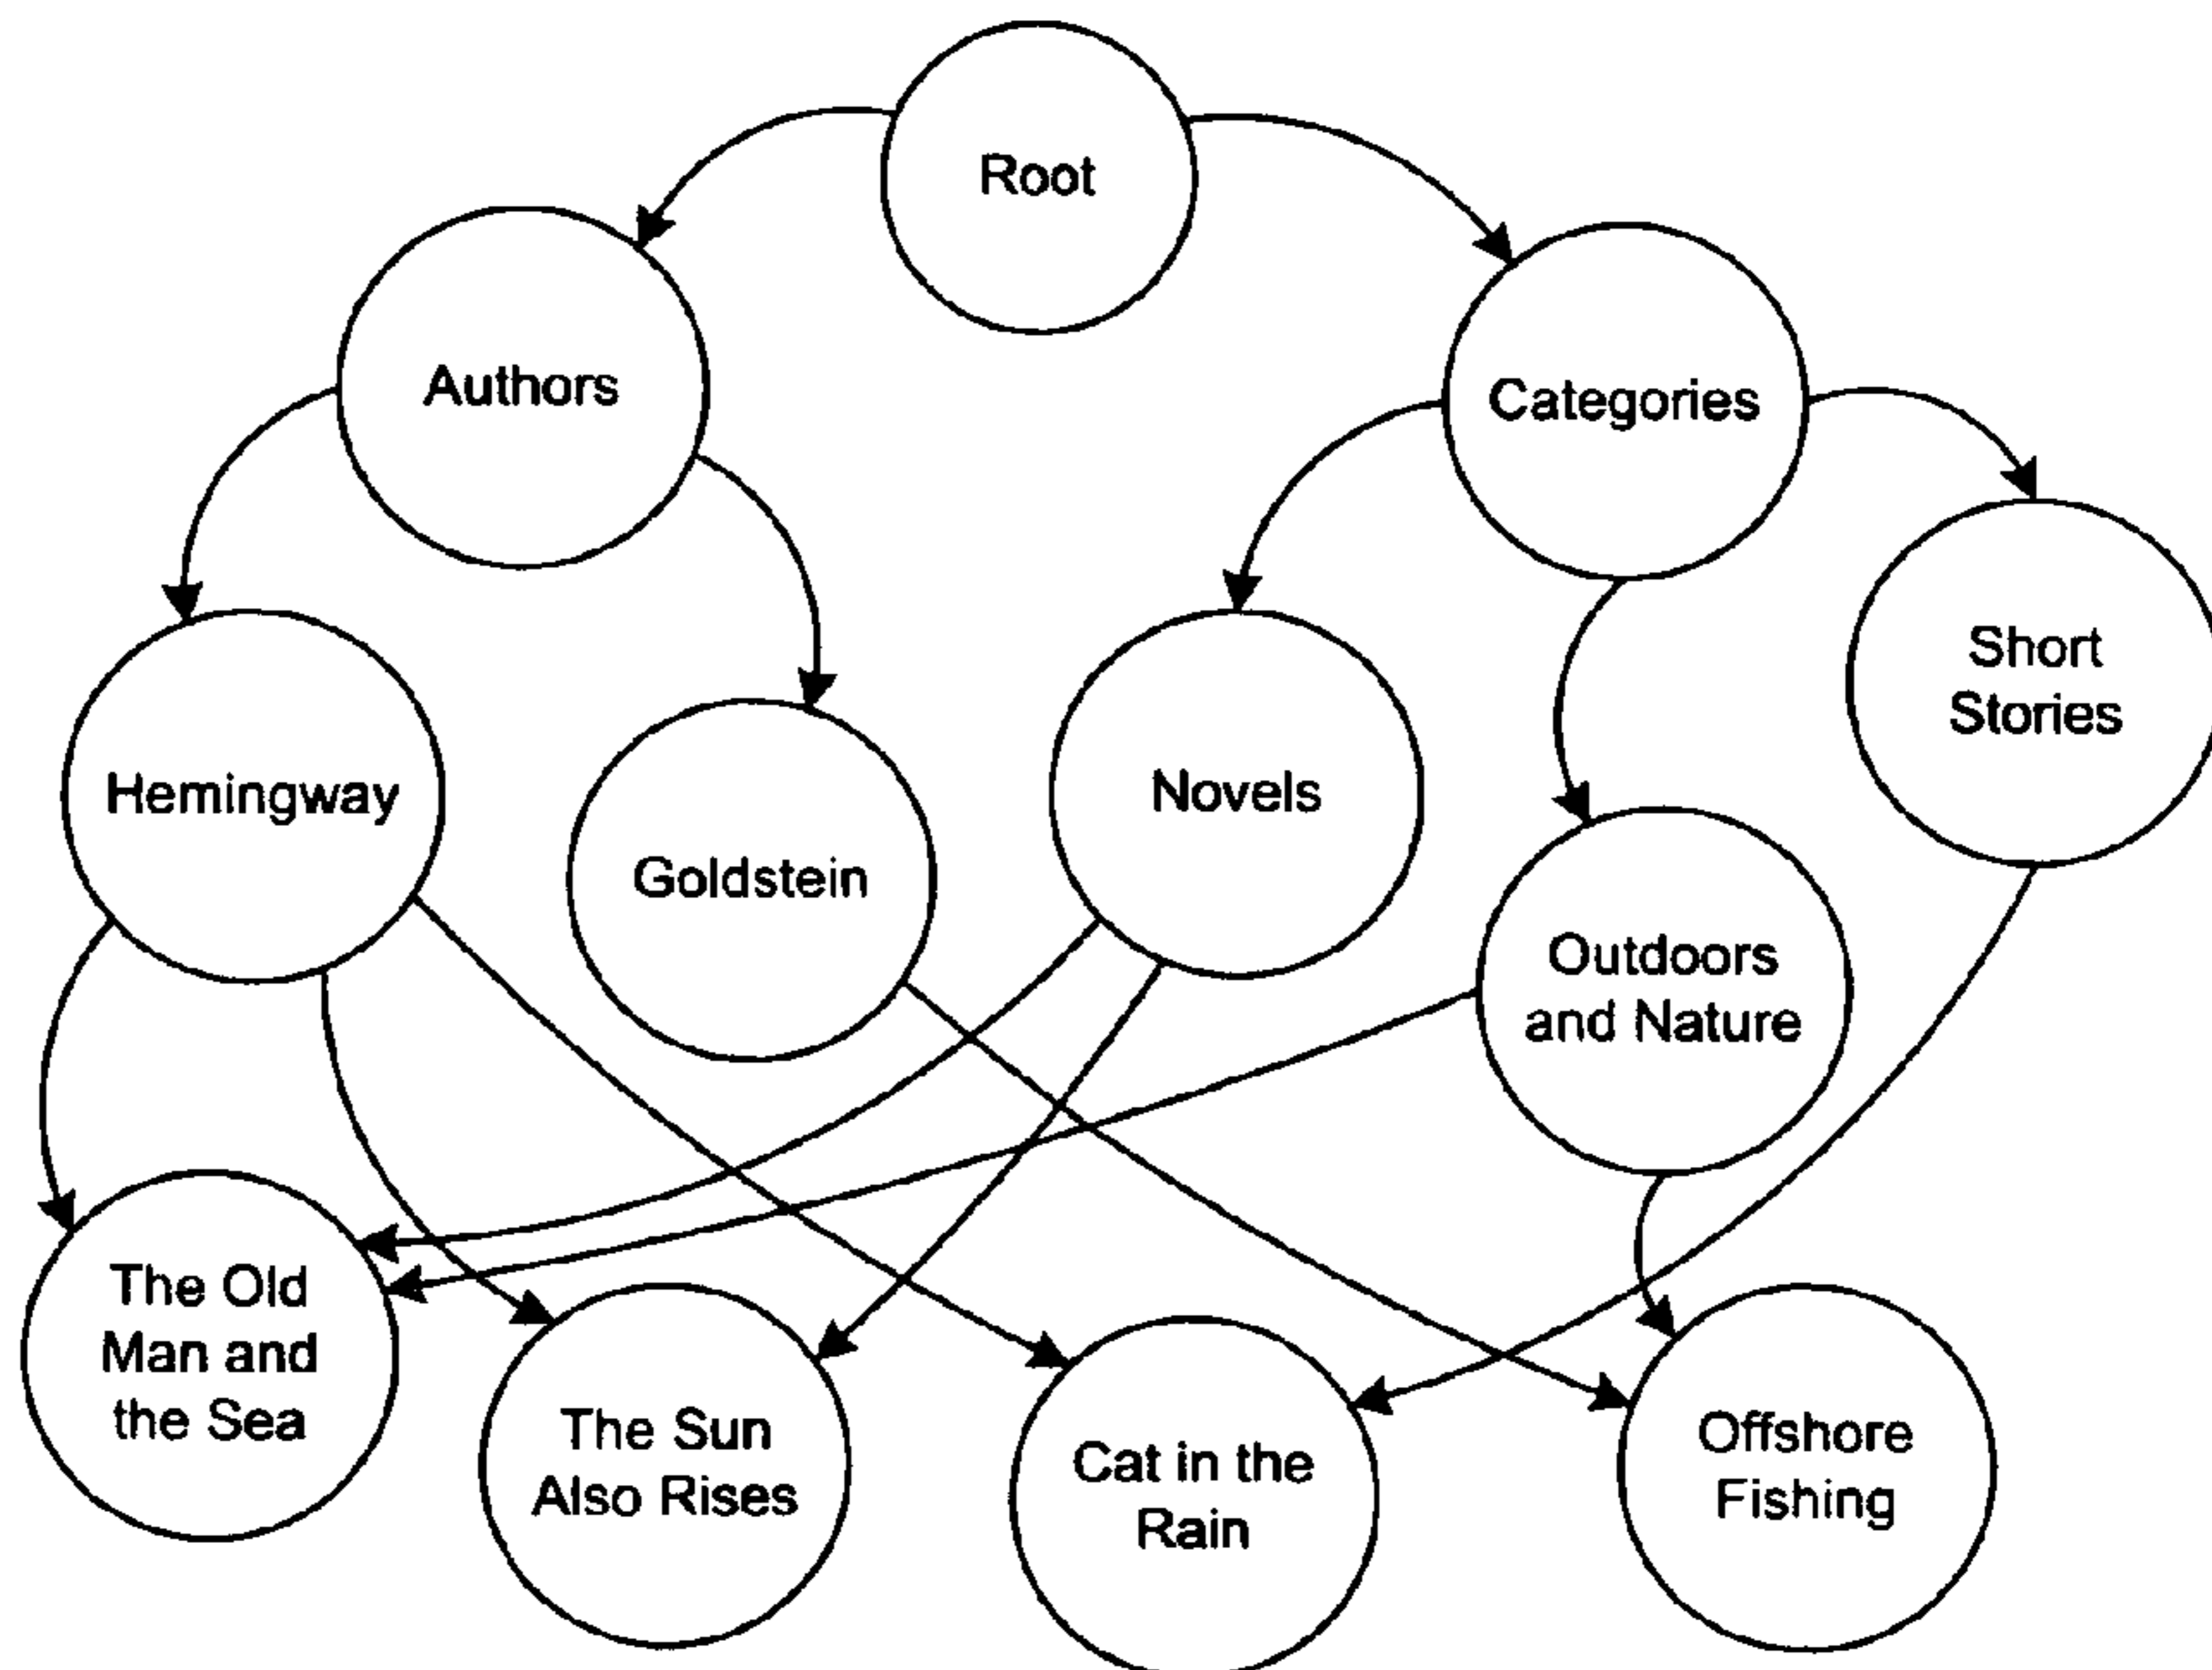 Root
Authors
Categories
Short
Stories
Hemingway
Novels
Goldstein
Outdoors
and Nature
The Old
Man and
the Sea
The Sun
Also Rises
Cat in the
Rain
Offshore
Fishing